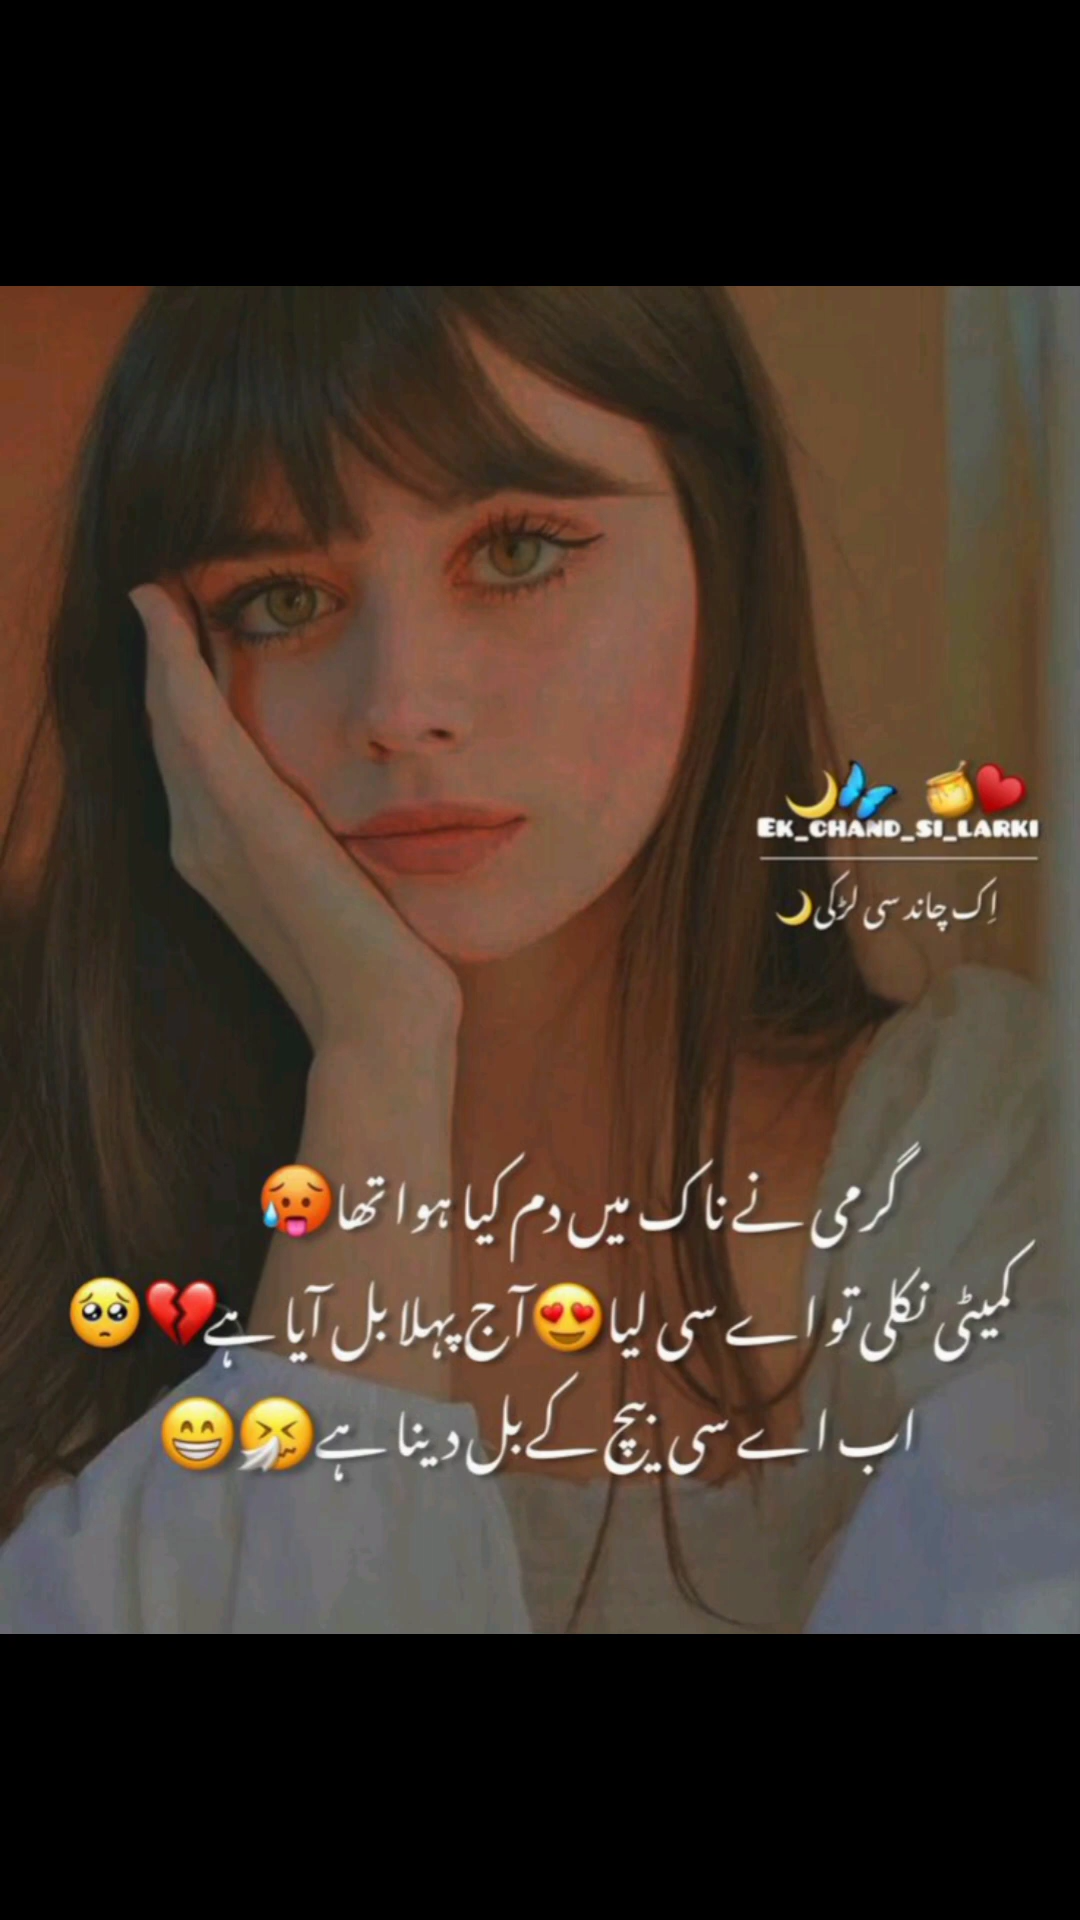 🌙🦋 🍯❤️
EK_CHAND_SI_LARKI
اِک چاند سی لڑکی🌙
گرمی نے ناک میں دم کیا ہوا تھا🥵
کمیٹی نکلی تو اے سی لیا😍آج پہلا بل آیا ہے💔🥺
اب اے سی بیچ کے بل دینا ہے🤧😁